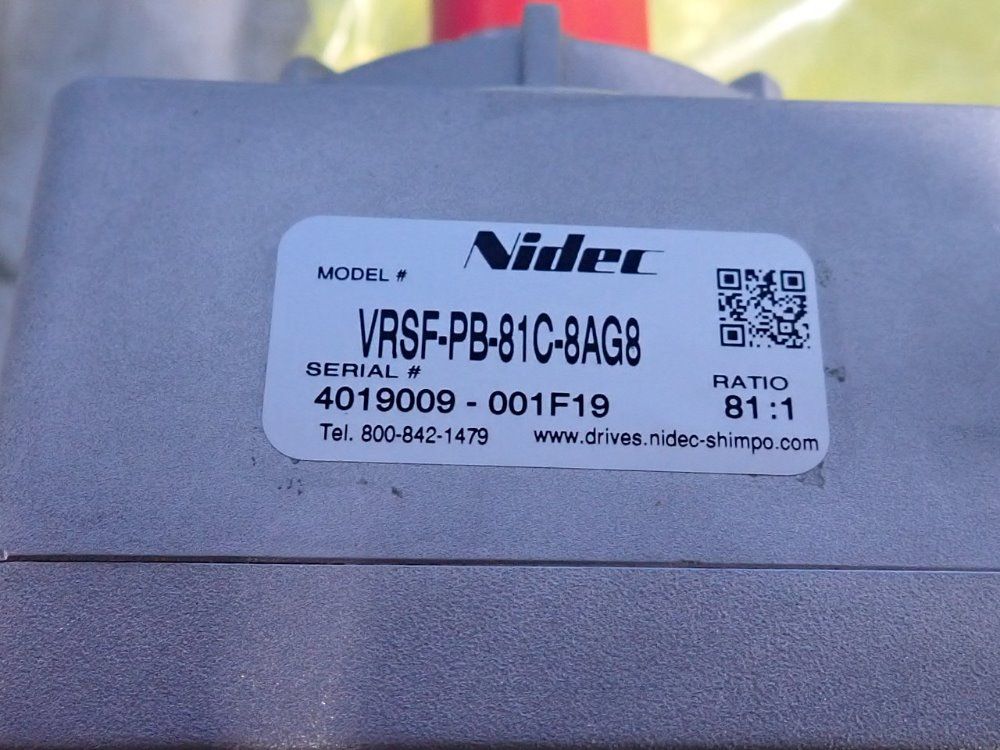 Nidec
MODEL #
VRSF-PB-81C-8AG8
SERIAL #
RATIO
4019009 - 001F19
81:1
Tel. 800-842-1479 www.drives.nidec-shimpo.com